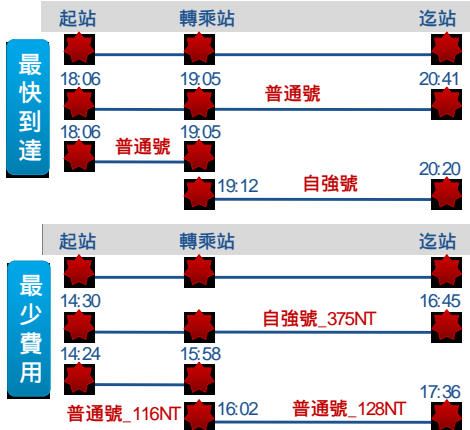 起站 轉乘站 迄站
最快到達
18:06 19:05 普通號 20:41
18:06 普通號 19:05
19:12 自強號 20:20
起站 轉乘站 迄站
最少費用
14:30 自強號_375NT 16:45
14:24 15:58
普通號_116NT 16:02 普通號_128NT 17:36